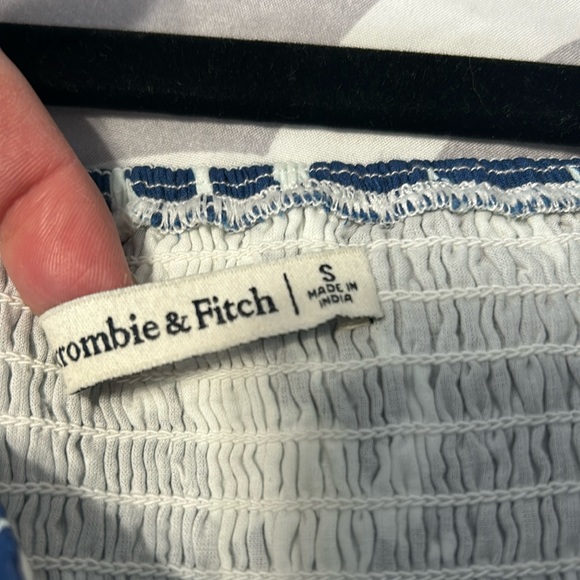 rombie & Fitch | S
MADE IN
INDIA